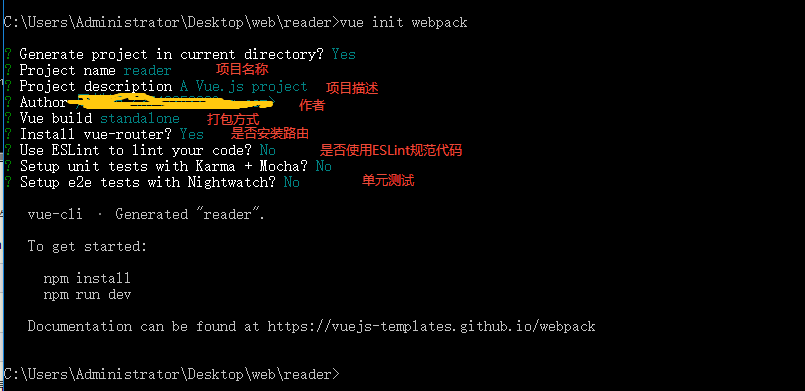 C:\Users\Administrator\Desktop\web\reader>vue init webpack
? Generate project in current directory? Yes
? Project name reader 项目名称
? Project description A Vue.js project 项目描述
? Author 作者
? Vue build standalone 打包方式
? Install vue-router? Yes 是否安装路由
? Use ESLint to lint your code? No 是否使用ESLint规范代码
? Setup unit tests with Karma + Mocha? No
? Setup e2e tests with Nightwatch? No 单元测试
vue-cli · Generated "reader".
To get started:
npm install
npm run dev
Documentation can be found at https://vuejs-templates.github.io/webpack
C:\Users\Administrator\Desktop\web\reader>